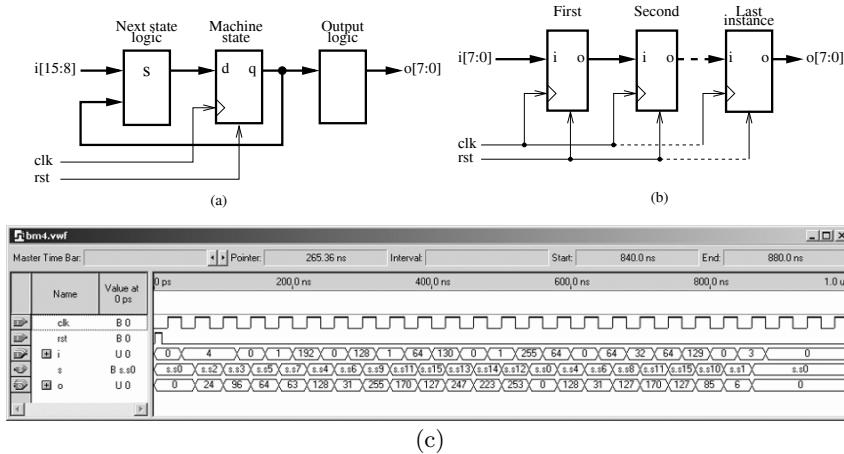 Next state logic
Machine state
Output logic
i[15:8]
s
d
q
o[7:0]
clk
rst
(a)
First
Second
Last instance
i[7:0]
i
o
i
o
i
o
o[7:0]
clk
rst
(b)
bm4.vwf
Master Time Bar:
Pointer: 265.36 ns
Interval:
Start: 840.0 ns
End: 880.0 ns
Name
Value at 0 ps
0 ps
200,0 ns
400,0 ns
600,0 ns
800,0 ns
1.0 u
clk B 0
rst B 0
i U 0 0 4 0 1 192 0 128 1 64 130 0 1 255 64 0 64 32 64 129 0 3 0
s B s.s0 s.s0 s.s2 s.s3 s.s5 s.s7 s.s4 s.s6 s.s9 s.s11 s.s15 s.s13 s.s14 s.s12 s.s0 s.s4 s.s6 s.s8 s.s11 s.s15 s.s10 s.s1 s.s0
o U 0 0 24 96 64 63 128 31 255 170 127 247 223 253 0 128 31 127 170 127 85 6 0
(c)